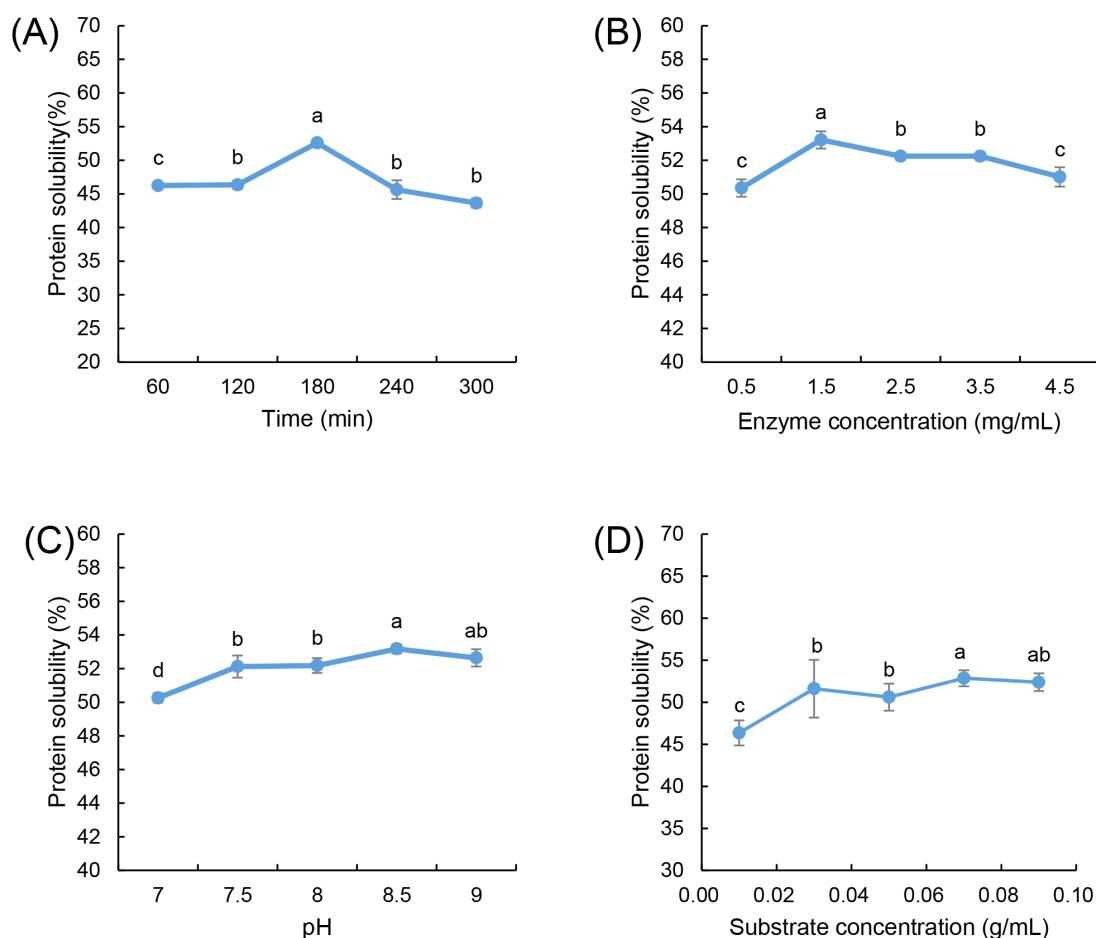 (A)
70
65
60
55
50
45
40
35
30
25
20
Protein solubility(%)
c b a b b
60 120 180 240 300
Time (min)
(B)
60
58
56
54
52
50
48
46
44
42
40
Protein solubility (%)
c a b b c
0.5 1.5 2.5 3.5 4.5
Enzyme concentration (mg/mL)
(C)
60
58
56
54
52
50
48
46
44
42
40
Protein solubility (%)
d b b a ab
7 7.5 8 8.5 9
pH
(D)
70
65
60
55
50
45
40
35
30
Protein solubility (%)
c b b a ab
0.00 0.02 0.04 0.06 0.08 0.10
Substrate concentration (g/mL)